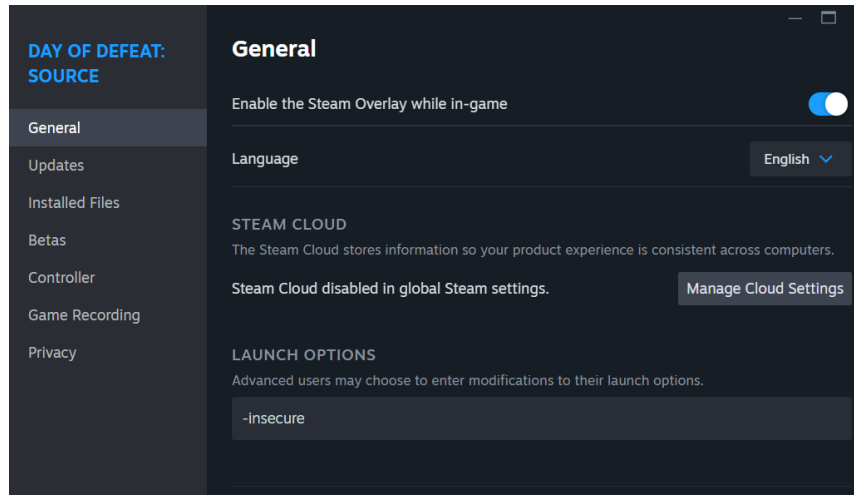 DAY OF DEFEAT:
SOURCE
General
Updates
Installed Files
Betas
Controller
Game Recording
Privacy
General
Enable the Steam Overlay while in-game
Language
English
STEAM CLOUD
The Steam Cloud stores information so your product experience is consistent across computers.
Steam Cloud disabled in global Steam settings.
Manage Cloud Settings
LAUNCH OPTIONS
Advanced users may choose to enter modifications to their launch options.
-insecure